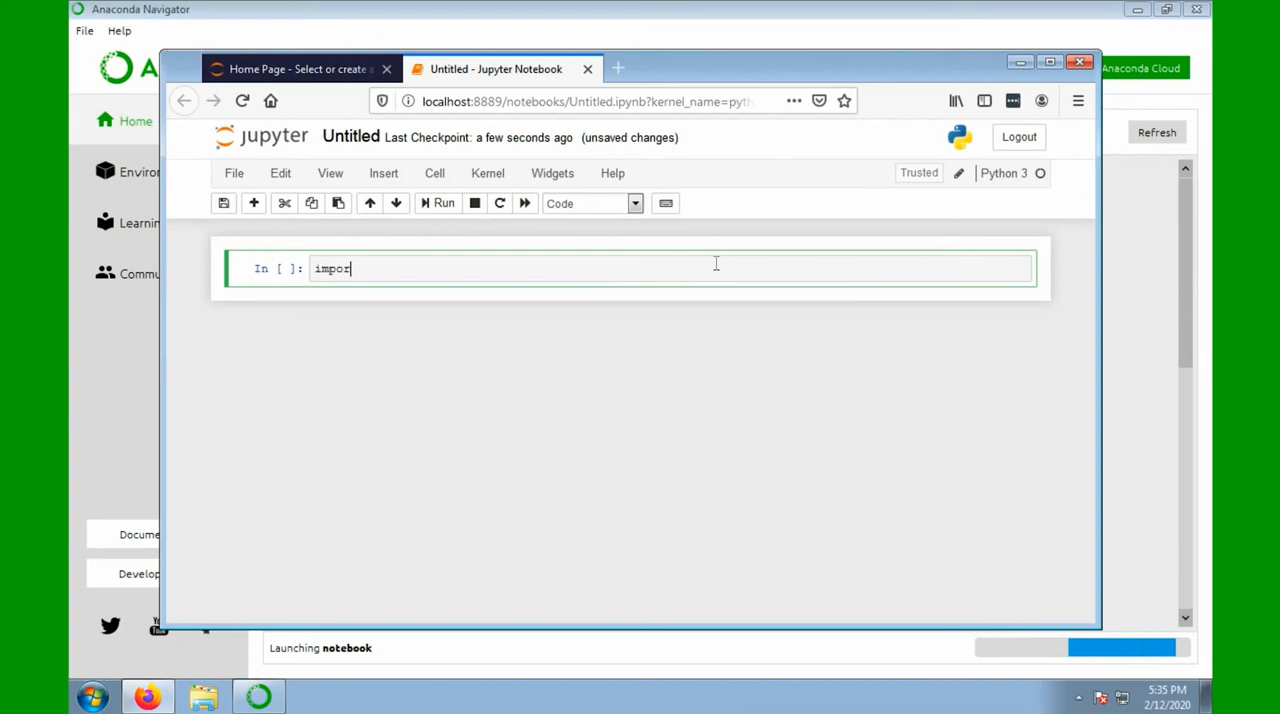 Anaconda Navigator
File Help
A
Anaconda Cloud
Home
Environ
Learnin
Commu
Refresh
Home Page - Select or create a
Untitled - Jupyter Notebook
localhost:8889/notebooks/Untitled.ipynb?kernel_name=pyth
jupyter Untitled Last Checkpoint: a few seconds ago (unsaved changes)
Logout
File Edit View Insert Cell Kernel Widgets Help
Trusted Python 3
Run Code
In [ ]: impor
Docume
Develop
You
Launching notebook
5:35 PM
2/12/2020